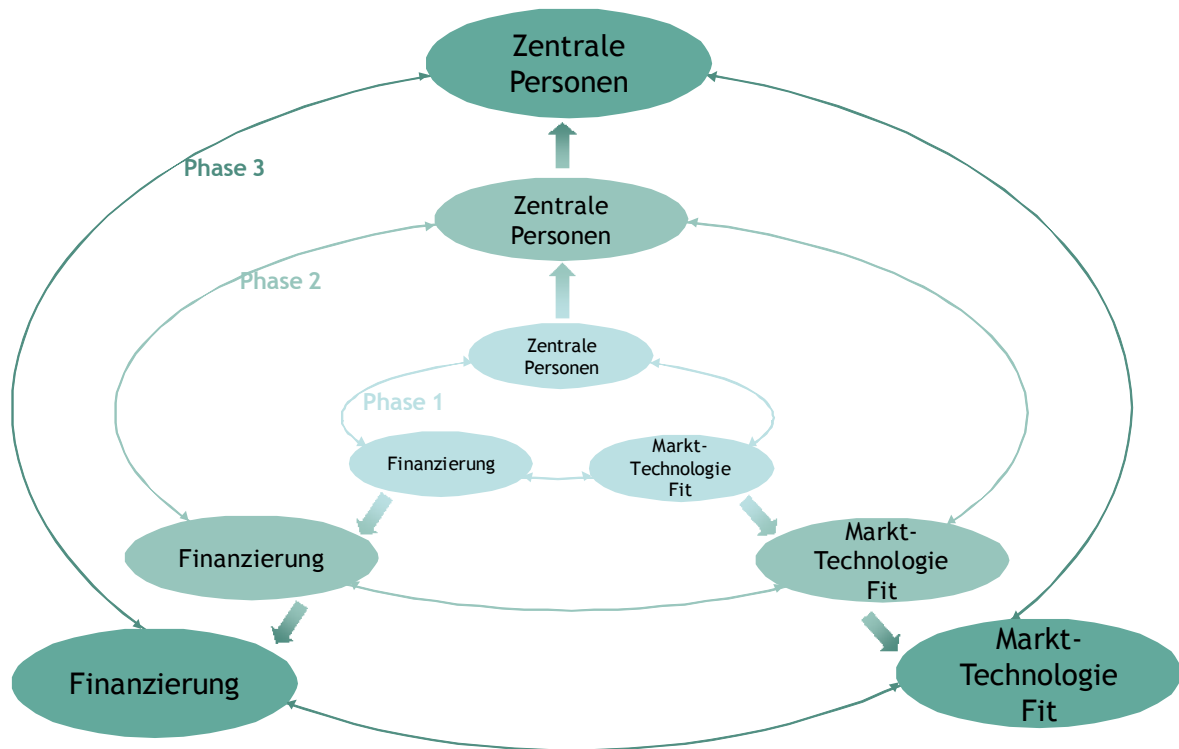 Zentrale
Personen
Phase 3
Zentrale
Personen
Phase 2
Zentrale
Personen
Phase 1
Finanzierung
Markt-
Technologie
Fit
Finanzierung
Markt-
Technologie
Fit
Finanzierung
Markt-
Technologie
Fit